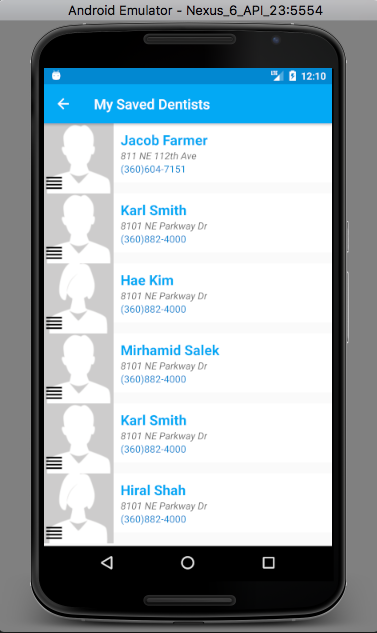 Android Emulator - Nexus_6_API_23:5554
LTE 12:10
My Saved Dentists
Jacob Farmer
811 NE 112th Ave
(360)604-7151
Karl Smith
8101 NE Parkway Dr
(360)882-4000
Hae Kim
8101 NE Parkway Dr
(360)882-4000
Mirhamid Salek
8101 NE Parkway Dr
(360)882-4000
Karl Smith
8101 NE Parkway Dr
(360)882-4000
Hiral Shah
8101 NE Parkway Dr
(360)882-4000